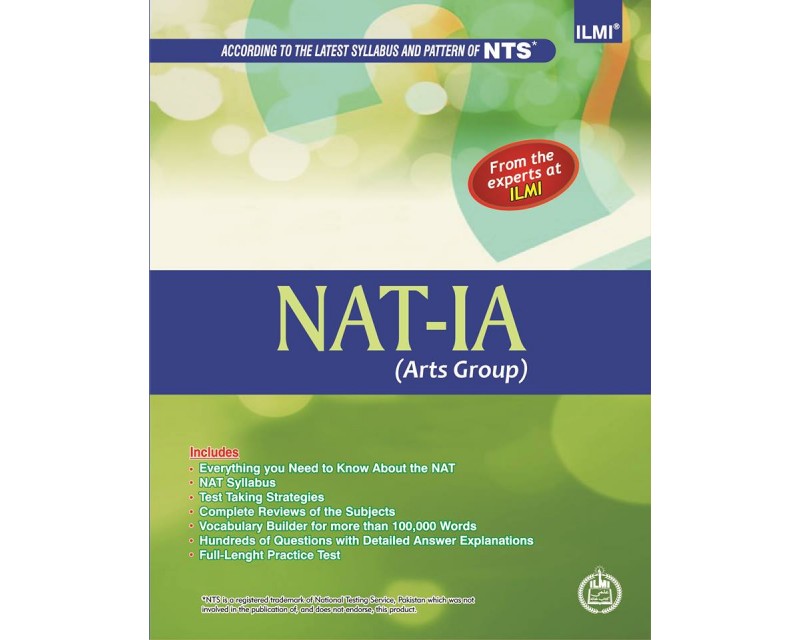 ILMI®
ACCORDING TO THE LATEST SYLLABUS AND PATTERN OF NTS*
From the
experts at
ILMI
NAT-IA
(Arts Group)
Includes
• Everything you Need to Know About the NAT
• NAT Syllabus
• Test Taking Strategies
• Complete Reviews of the Subjects
• Vocabulary Builder for more than 100,000 Words
• Hundreds of Questions with Detailed Answer Explanations
• Full-Lenght Practice Test
*NTS is a registered trademark of National Testing Service, Pakistan which was not
involved in the publication of, and does not endorse, this product.
ILMI